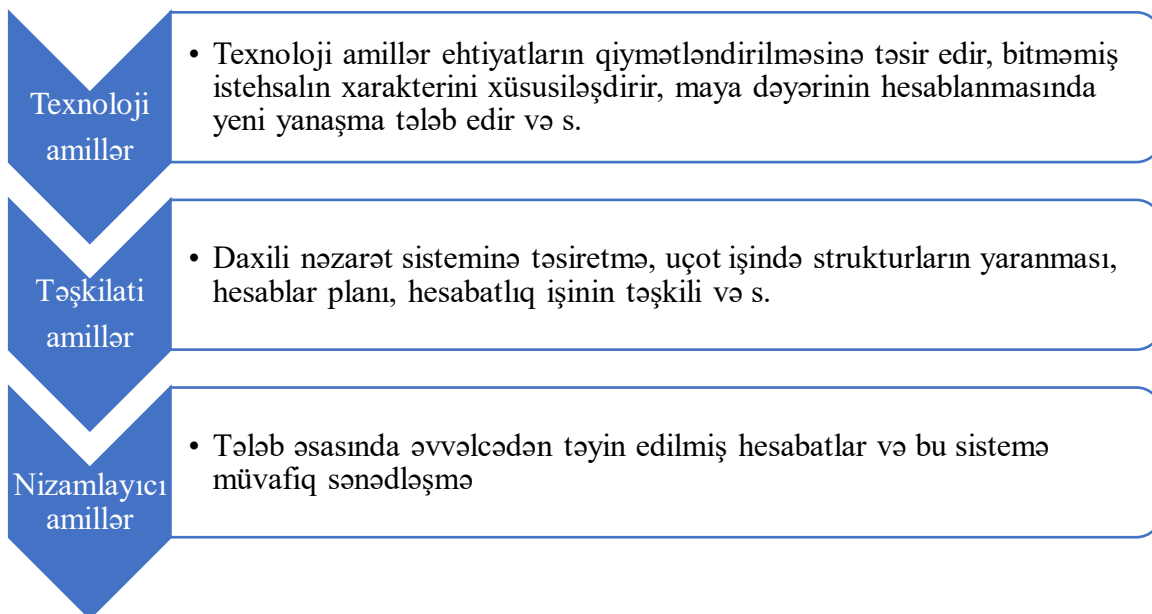 Texnoloji
amillər
• Texnoloji amillər ehtiyatların qiymətləndirilməsinə təsir edir, bitməmiş
istehsalın xarakterini xüsusiləşdirir, maya dəyərinin hesablanmasında
yeni yanaşma tələb edir və s.
Təşkilati
amillər
• Daxili nəzarət sisteminə təsiretmə, uçot işində strukturların yaranması,
hesablar planı, hesabatlıq işinin təşkili və s.
Nizamlayıcı
amillər
• Tələb əsasında əvvəlcədən təyin edilmiş hesabatlar və bu sistemə
müvafiq sənədləşmə